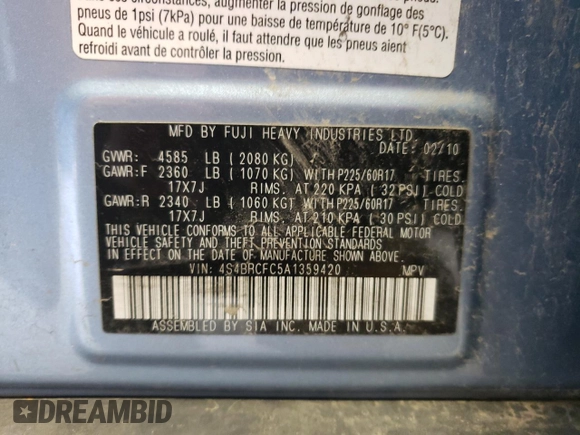 pneus de 1psi (7kPa) pour une baisse de température de 10° F(5°C).
Quand le véhicule a roulé, il faut attendre que les pneus aient
refroidi avant de contrôler la pression.
MFD BY FUJI HEAVY INDUSTRIES LTD.
DATE: 02/10
GVWR: 4585 LB ( 2080 KG)
GAWR:F 2360 LB ( 1070 KG) WITH P225/60R17 TIRES
17X7J RIMS. AT 220 KPA ( 32 PSI) COLD
GAWR:R 2340 LB ( 1060 KG) WITH P225/60R17 TIRES
17X7J RIMS. AT 210 KPA ( 30 PSI) COLD
THIS VEHICLE CONFORMS TO ALL APPLICABLE FEDERAL MOTOR
VEHICLE SAFETY AND THEFT PREVENTION STANDARDS
IN EFFECT ON THE DATE OF MANUFACTURE SHOWN ABOVE.
VIN: 4S4BRCFC5A1359420 MPV
ASSEMBLED BY SIA INC. MADE IN U.S.A.
DREAMBID